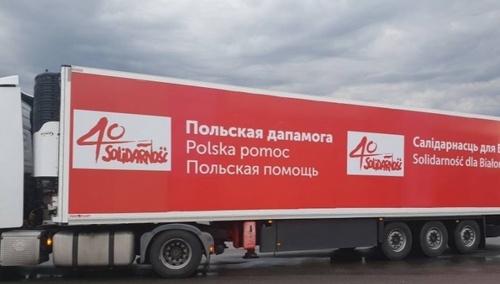 40
SOLIDARNOŚĆ
Польская дапамога
Polska pomoc
Польская помощь
40
SOLIDARNOŚĆ
Салідарнасць для
Solidarność dla